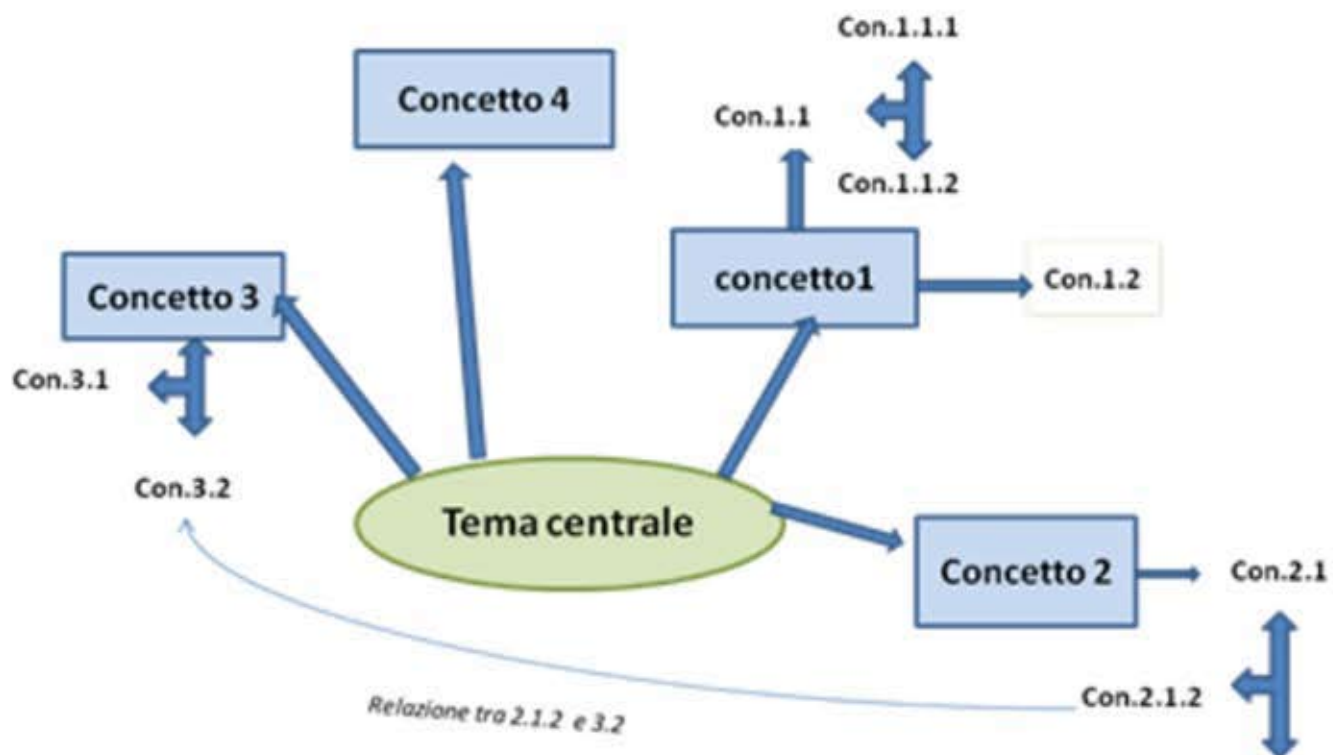 Con.1.1.1
Concetto 4
Con.1.1
Con.1.1.2
concetto1
Con.1.2
Concetto 3
Con.3.1
Con.3.2
Tema centrale
Concetto 2
Con.2.1
Con.2.1.2
Relazione tra 2.1.2 e 3.2